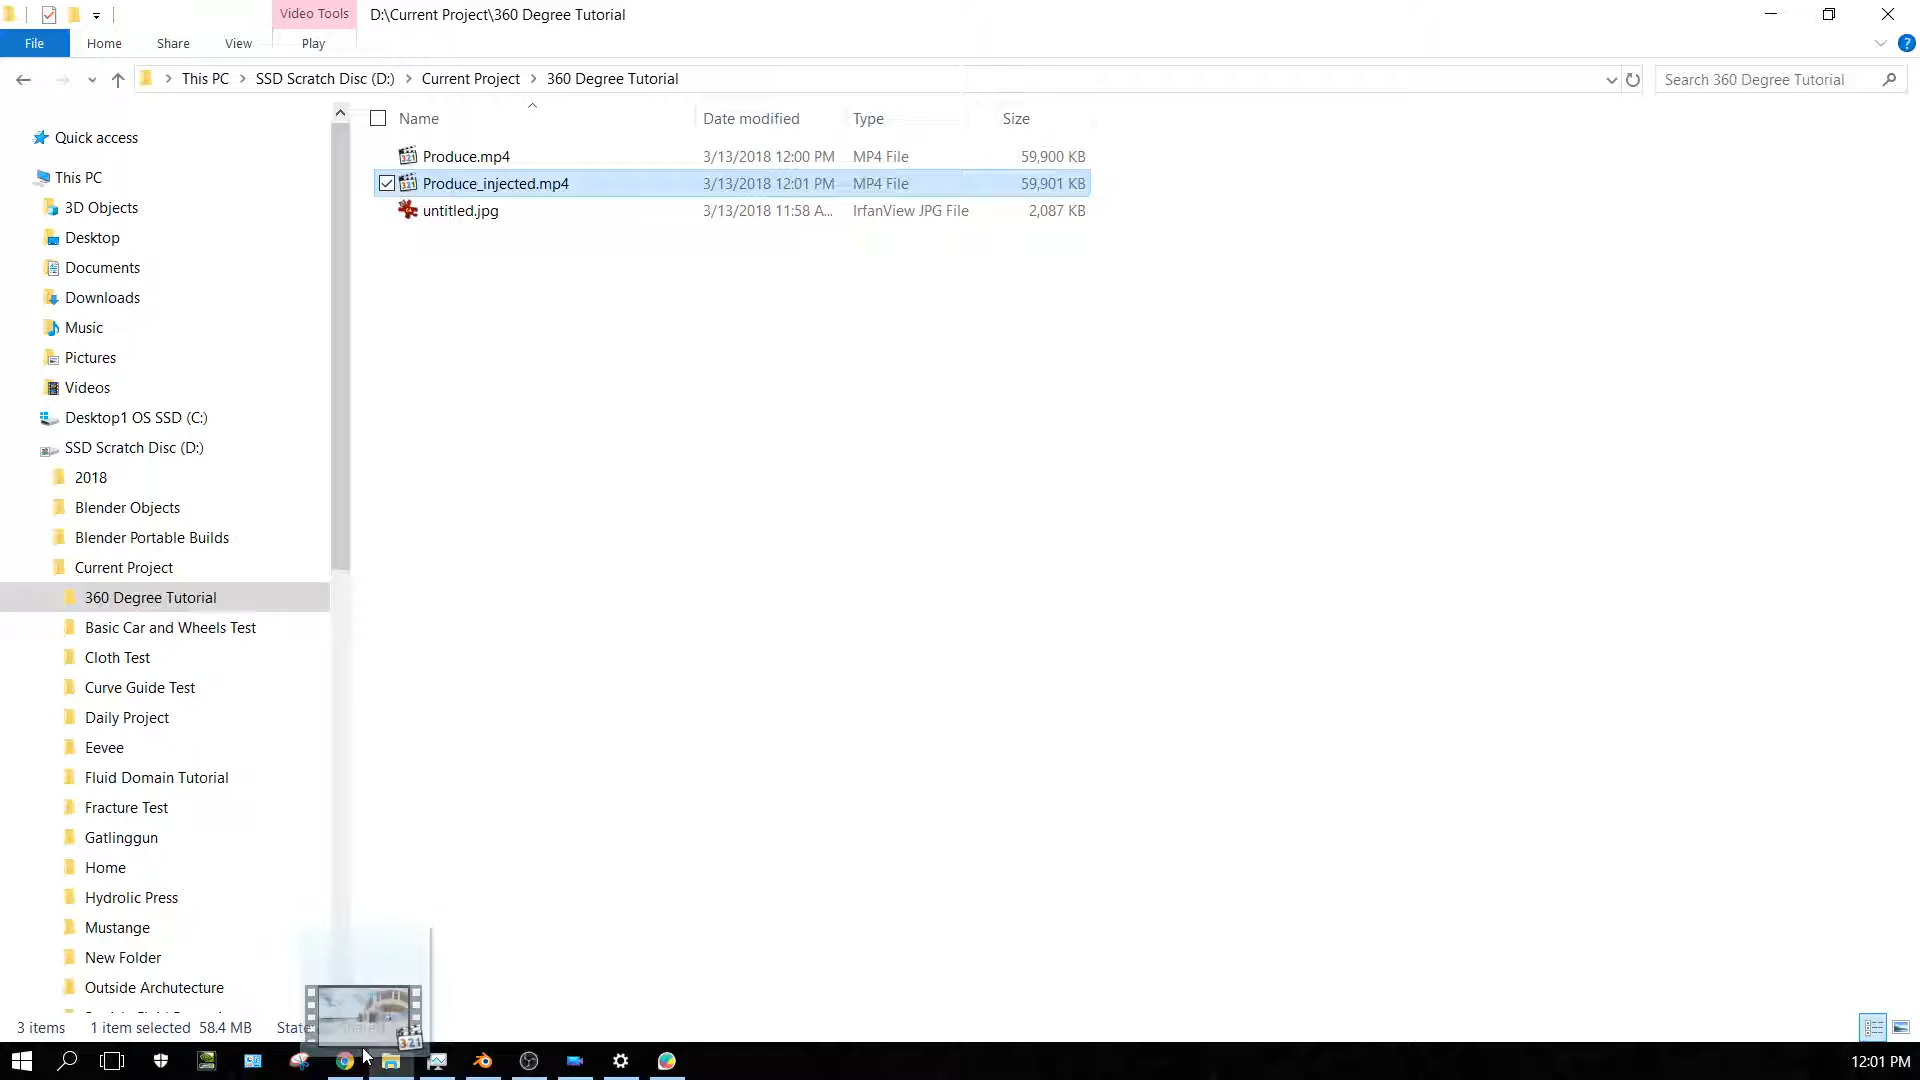 Video Tools
D:\Current Project\360 Degree Tutorial
File
Home
Share
View
Play
This PC
SSD Scratch Disc (D:)
Current Project
360 Degree Tutorial
Search 360 Degree Tutorial
Name
Date modified
Type
Size
Produce.mp4
3/13/2018 12:00 PM
MP4 File
59,900 KB
Produce_injected.mp4
3/13/2018 12:01 PM
MP4 File
59,901 KB
untitled.jpg
3/13/2018 11:58 A...
IrfanView JPG File
2,087 KB
Quick access
This PC
3D Objects
Desktop
Documents
Downloads
Music
Pictures
Videos
Desktop1 OS SSD (C:)
SSD Scratch Disc (D:)
2018
Blender Objects
Blender Portable Builds
Current Project
360 Degree Tutorial
Basic Car and Wheels Test
Cloth Test
Curve Guide Test
Daily Project
Eevee
Fluid Domain Tutorial
Fracture Test
Gatlinggun
Home
Hydrolic Press
Mustange
New Folder
Outside Archutecture
3 items
1 item selected 58.4 MB
State
321
12:01 PM